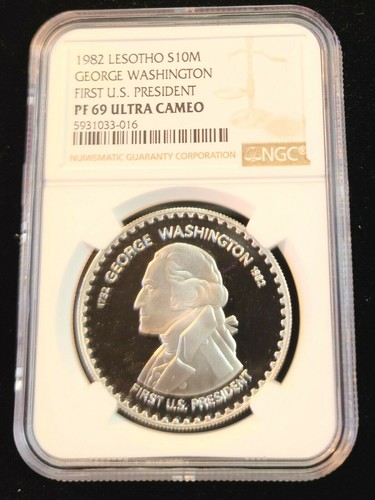 1982 LESOTHO S10M
GEORGE WASHINGTON
FIRST U.S. PRESIDENT
PF 69 ULTRA CAMEO
5931033-016
NUMISMATIC GUARANTY CORPORATION
NGC®
1732 GEORGE WASHINGTON 1982
FIRST U.S. PRESIDENT